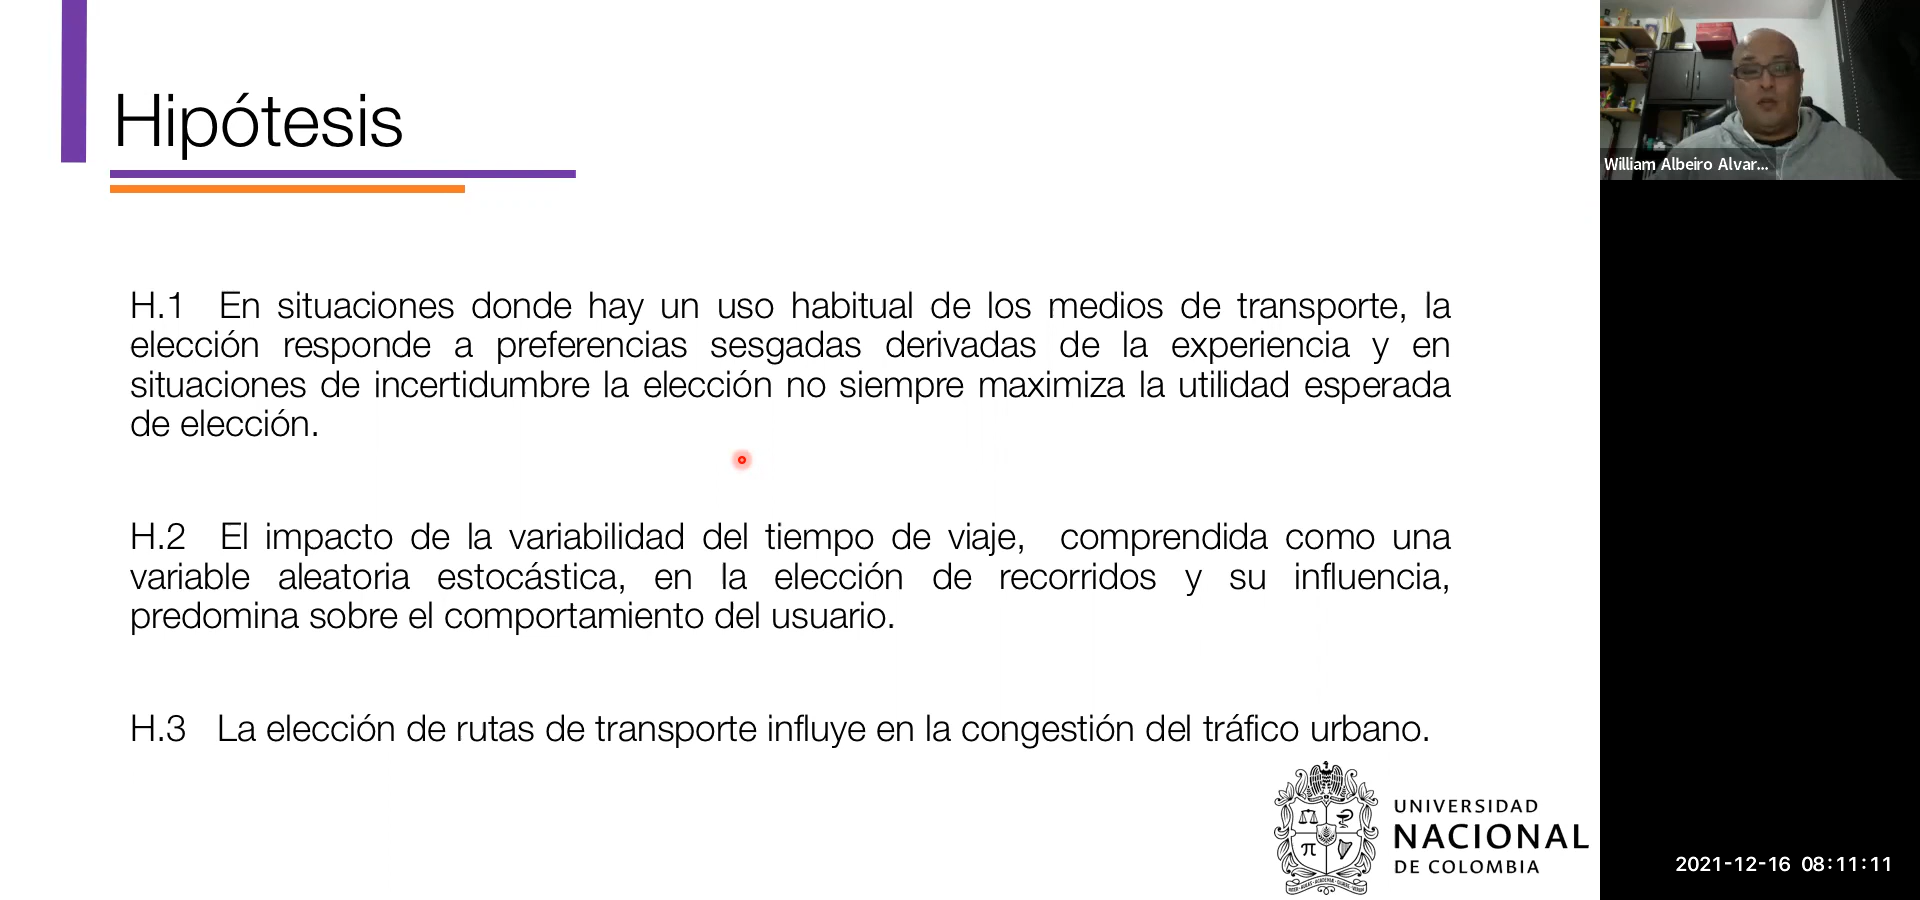 Hipótesis
H.1 En situaciones donde hay un uso habitual de los medios de transporte, la
elección responde a preferencias sesgadas derivadas de la experiencia y en
situaciones de incertidumbre la elección no siempre maximiza la utilidad esperada
de elección.
H.2 El impacto de la variabilidad del tiempo de viaje, comprendida como una
variable aleatoria estocástica, en la elección de recorridos y su influencia,
predomina sobre el comportamiento del usuario.
H.3 La elección de rutas de transporte influye en la congestión del tráfico urbano.
π
UNIVERSIDAD
NACIONAL
DE COLOMBIA
William Albeiro Alvar...
2021-12-16 08:11:11